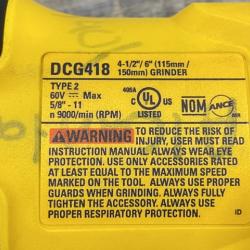 DCG418 4-1/2"/ 6" (115mm /
150mm) GRINDER
TYPE 2
60V MAX
5/8" - 11
n 9000/min (RPM)
495A
C UL US
LISTED
NOM ANCE
WARNING TO REDUCE THE RISK OF
INJURY, USER MUST READ
INSTRUCTION MANUAL. ALWAYS WEAR EYE
PROTECTION. USE ONLY ACCESSORIES RATED
AT LEAST EQUAL TO THE MAXIMUM SPEED
MARKED ON THE TOOL. ALWAYS USE PROPER
GUARDS WHEN GRINDING. ALWAYS FULLY
TIGHTEN THE ACCESSORY. ALWAYS USE
PROPER RESPIRATORY PROTECTION.
ID